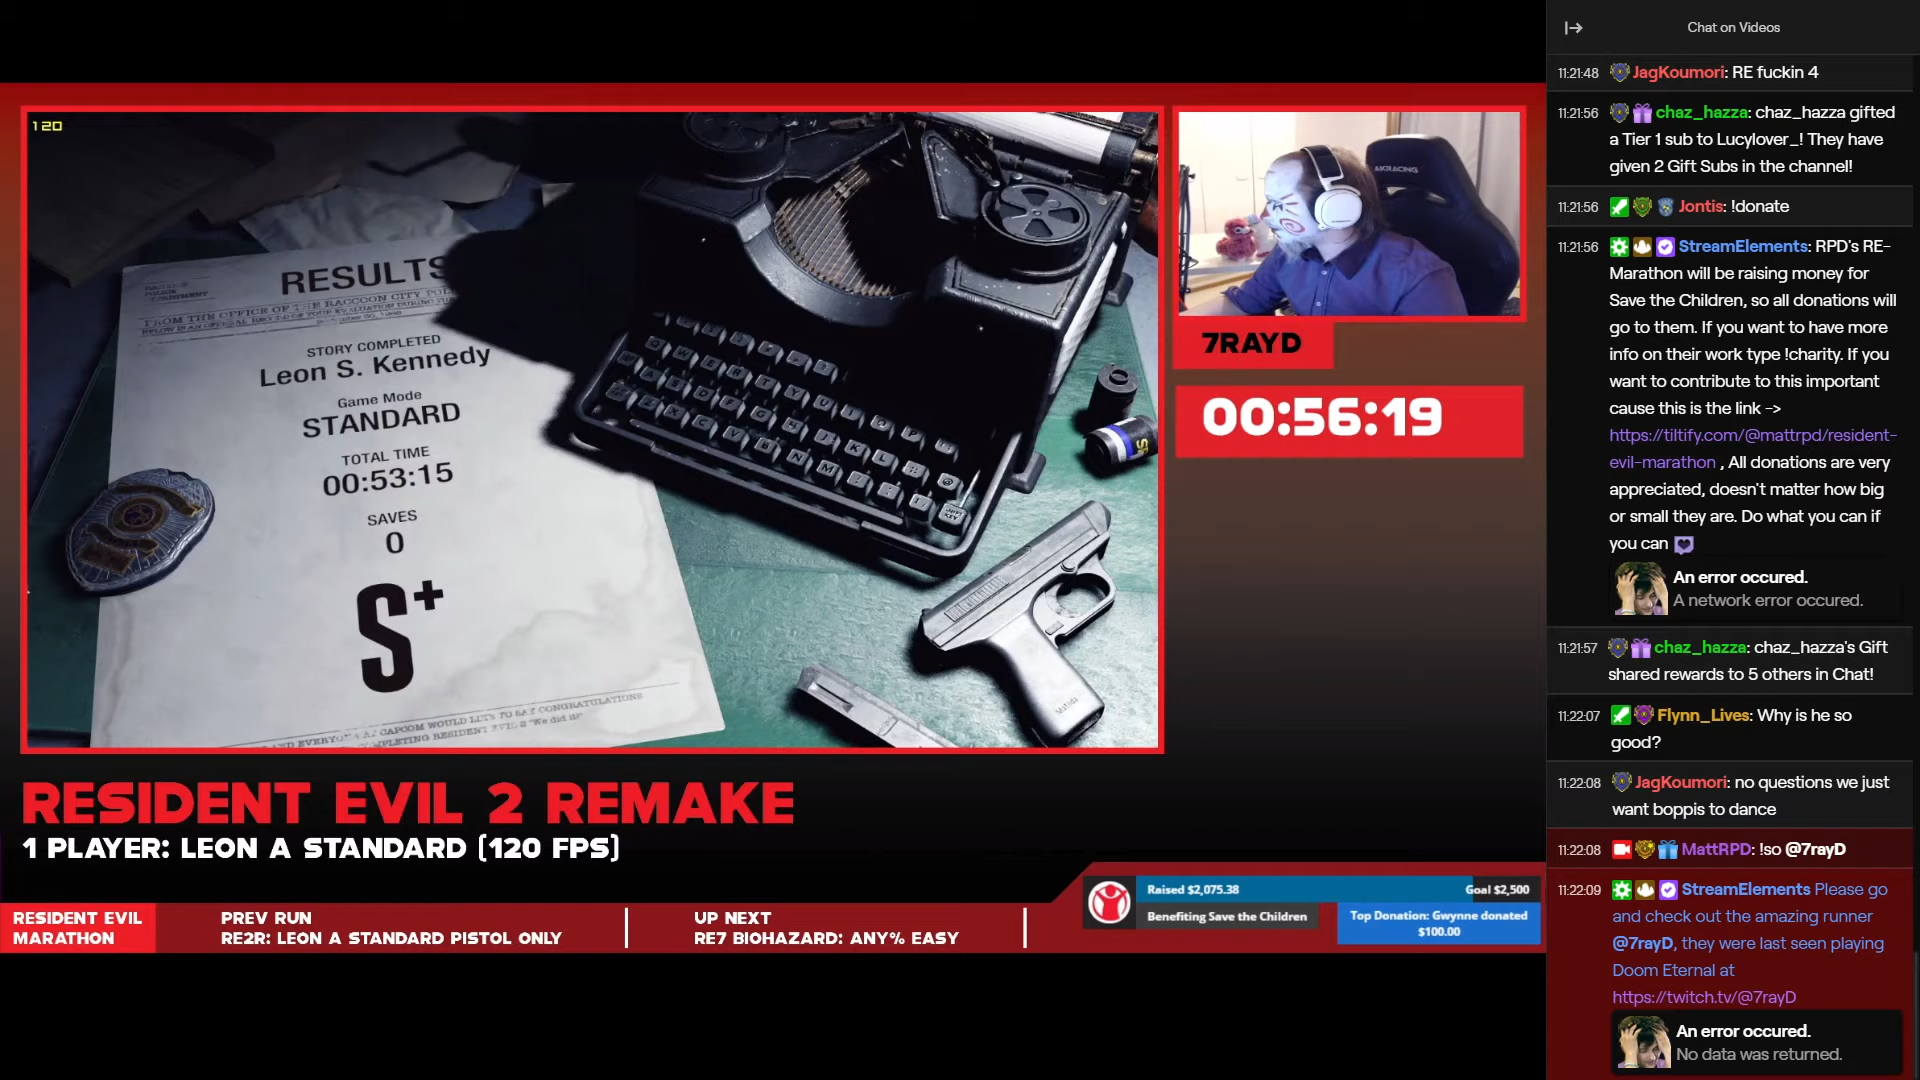 120
RESULTS
FROM THE OFFICE OF THE RACCOON CITY POL
STORY COMPLETED
Leon S. Kennedy
Game Mode
STANDARD
TOTAL TIME
00:53:15
SAVES
0
S+
Matilda
AKRACING
7RAYD
00:56:19
RESIDENT EVIL 2 REMAKE
1 PLAYER: LEON A STANDARD (120 FPS)
Raised $2,075.38
Goal $2,500
Benefiting Save the Children
Top Donation: Gwynne donated
$100.00
RESIDENT EVIL
MARATHON
PREV RUN
RE2R: LEON A STANDARD PISTOL ONLY
UP NEXT
RE7 BIOHAZARD: ANY% EASY
Chat on Videos
11:21:48 JagKoumori: RE fuckin 4
11:21:56 chaz_hazza: chaz_hazza gifted
a Tier 1 sub to Lucylover_! They have
given 2 Gift Subs in the channel!
11:21:56 Jontis: !donate
11:21:56 StreamElements: RPD's RE-
Marathon will be raising money for
Save the Children, so all donations will
go to them. If you want to have more
info on their work type !charity. If you
want to contribute to this important
cause this is the link ->
https://tiltify.com/@mattrpd/resident-
evil-marathon , All donations are very
appreciated, doesn't matter how big
or small they are. Do what you can if
you can
An error occured.
A network error occured.
11:21:57 chaz_hazza: chaz_hazza's Gift
shared rewards to 5 others in Chat!
11:22:07 Flynn_Lives: Why is he so
good?
11:22:08 JagKoumori: no questions we just
want boppis to dance
11:22:08 MattRPD: !so @7rayD
11:22:09 StreamElements Please go
and check out the amazing runner
@7rayD, they were last seen playing
Doom Eternal at
https://twitch.tv/@7rayD
An error occured.
No data was returned.